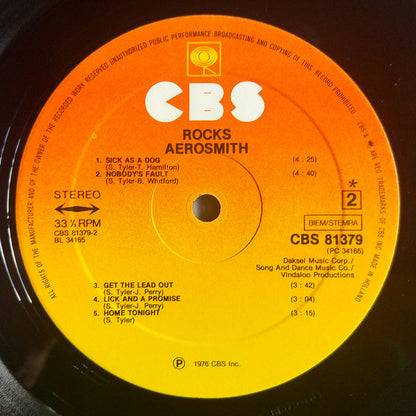 ALL RIGHTS OF THE MANUFACTURER AND OF THE OWNER OF THE RECORDED WORK RESERVED UNAUTHORIZED PUBLIC PERFORMANCE BROADCASTING AND COPYING OF THIS RECORD PROHIBITED
CBS
ROCKS
AEROSMITH
1. SICK AS A DOG (4 : 25)
(S. Tyler-T. Hamilton)
2. NOBODY'S FAULT (4 : 40)
(S. Tyler-B. Whitford)
STEREO
33 ⅓ RPM
CBS 81379-2
BL 34165
*
2
BIEM/STEMRA
CBS 81379
(PC 34165)
Daksel Music Corp./
Song And Dance Music Co./
Vindaloo Productions
3. GET THE LEAD OUT (3 : 42)
(S. Tyler-J. Perry)
4. LICK AND A PROMISE (3 : 04)
(S. Tyler-J. Perry)
5. HOME TONIGHT (3 : 15)
(S. Tyler)
Ⓟ 1976 CBS Inc.
TRADEMARKS OF CBS INC. MADE IN HOLLAND